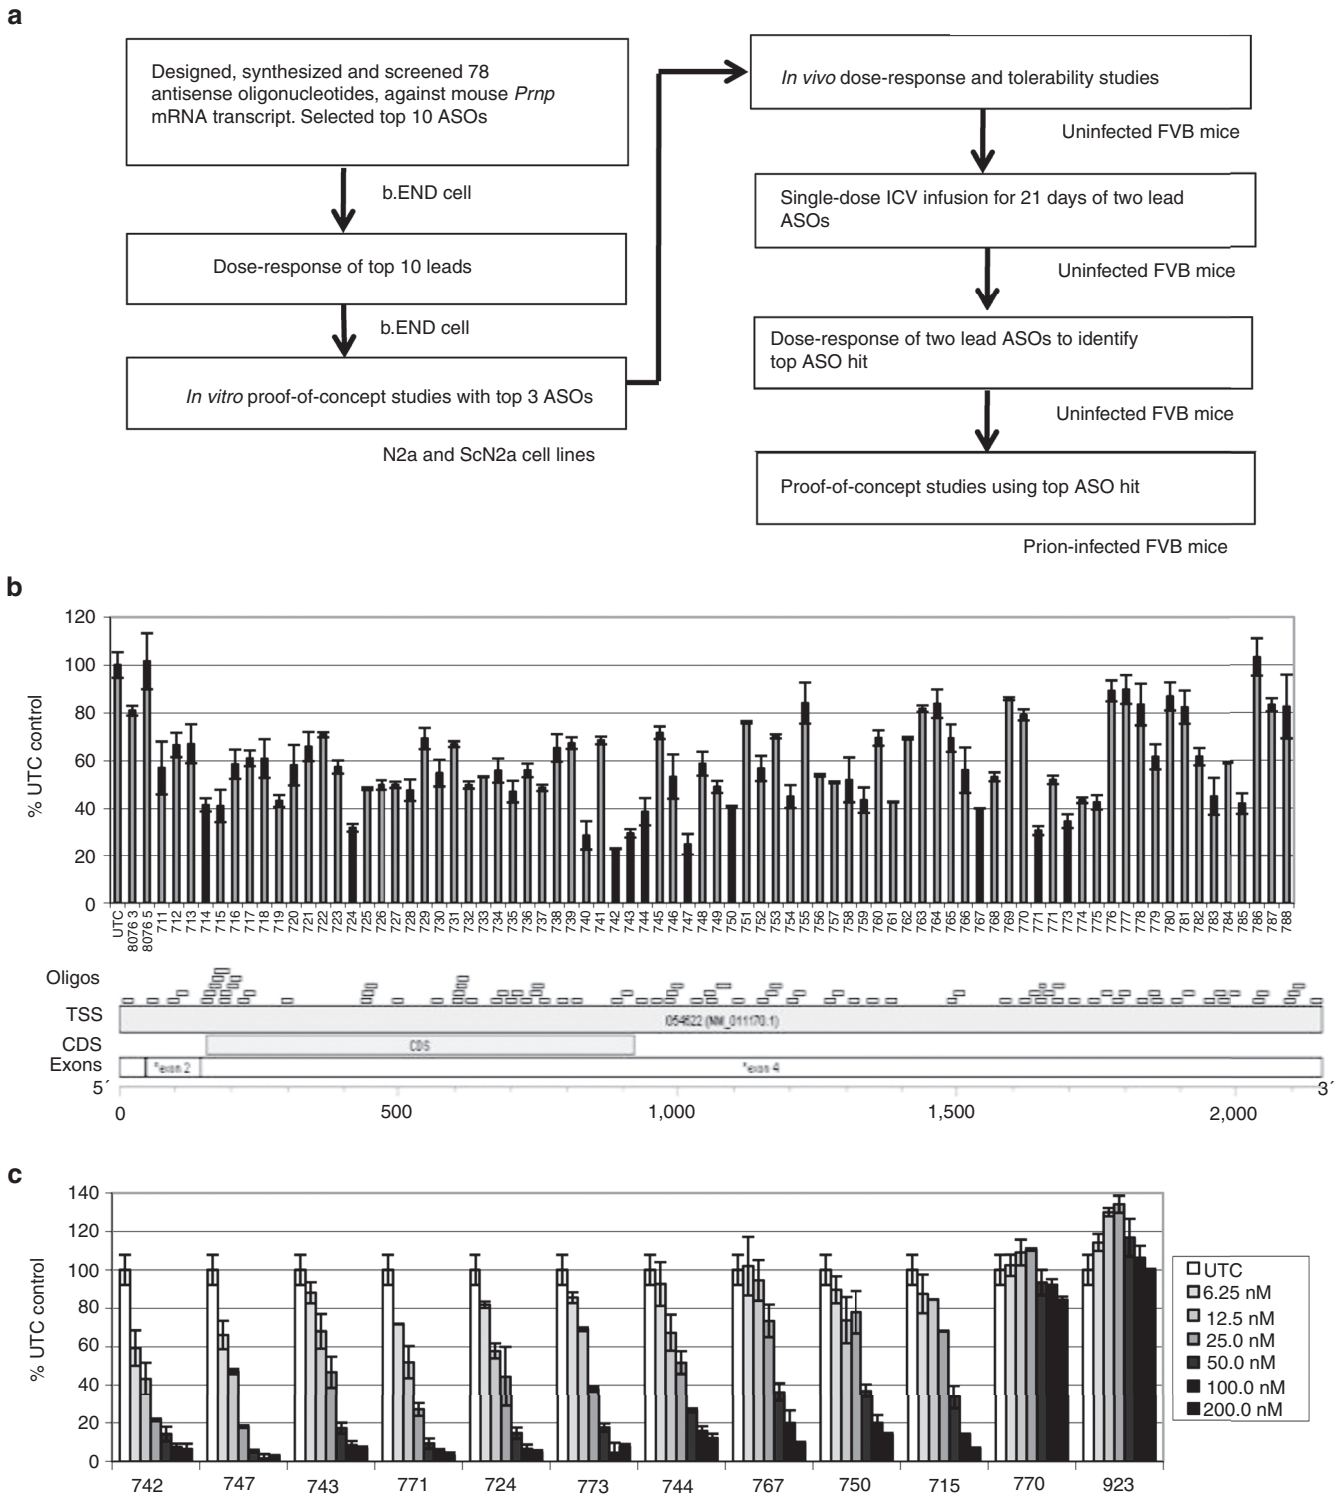 a
Designed, synthesized and screened 78
antisense oligonucleotides, against mouse Prnp
mRNA transcript. Selected top 10 ASOs
b.END cell
Dose-response of top 10 leads
b.END cell
In vitro proof-of-concept studies with top 3 ASOs
N2a and ScN2a cell lines
In vivo dose-response and tolerability studies
Uninfected FVB mice
Single-dose ICV infusion for 21 days of two lead
ASOs
Uninfected FVB mice
Dose-response of two lead ASOs to identify
top ASO hit
Uninfected FVB mice
Proof-of-concept studies using top ASO hit
Prion-infected FVB mice
b
% UTC control
120
100
80
60
40
20
0
UTC
8076 3
8076 5
711
712
713
714
715
716
717
718
719
720
721
722
723
724
725
726
727
728
729
730
731
732
733
734
735
736
737
738
739
740
741
742
743
744
745
746
747
748
749
750
751
752
753
754
755
756
757
758
759
760
761
762
763
764
765
766
767
768
769
770
771
771
773
774
775
776
777
778
779
780
781
782
783
784
785
786
787
788
Oligos
TSS
(NM_011170.1)
CDS
CDS
Exons
*exon 2
*exon 4
5´
3´
0
500
1,000
1,500
2,000
c
% UTC control
140
120
100
80
60
40
20
0
742
747
743
771
724
773
744
767
750
715
770
923
UTC
6.25 nM
12.5 nM
25.0 nM
50.0 nM
100.0 nM
200.0 nM